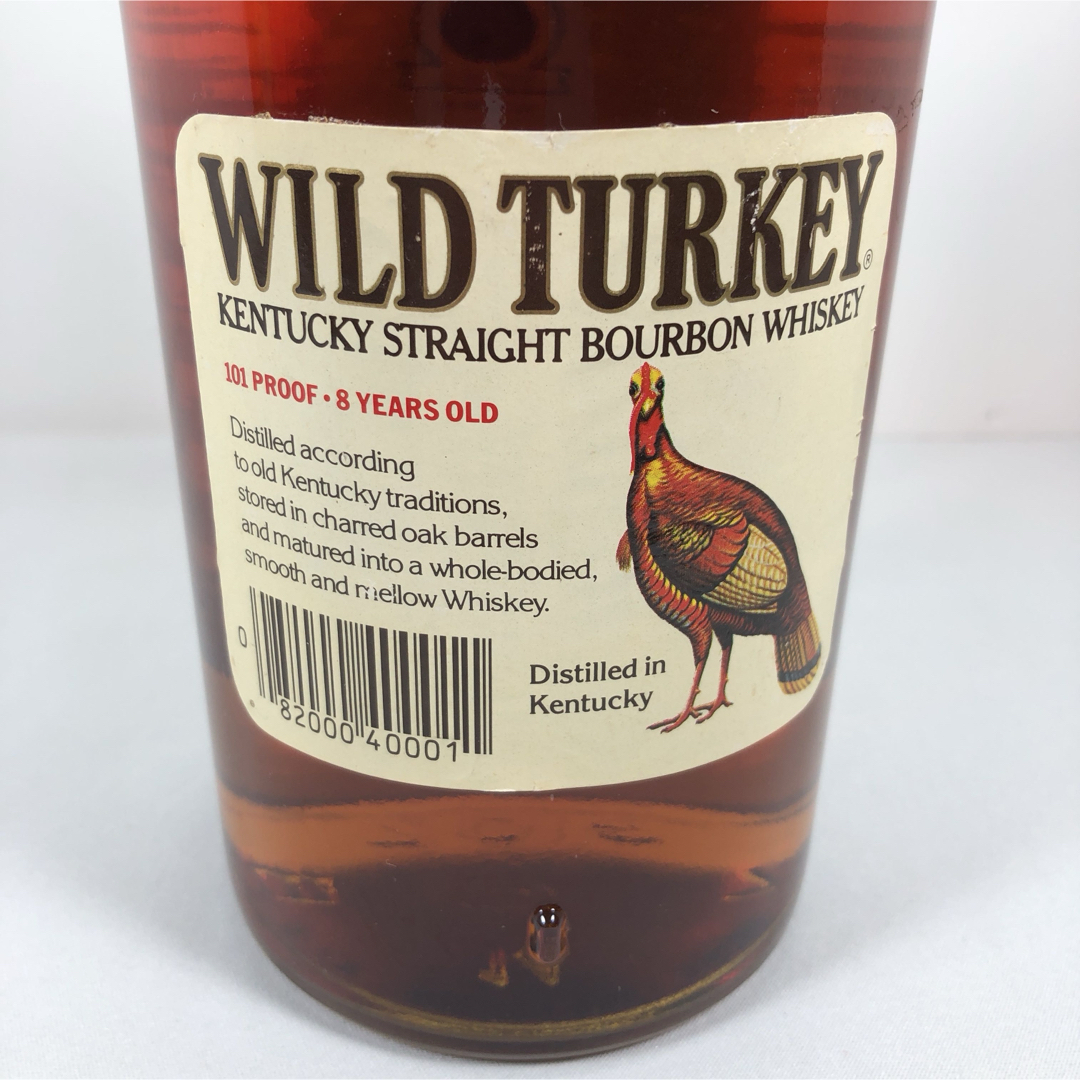 WILD TURKEY®
KENTUCKY STRAIGHT BOURBON WHISKEY
101 PROOF • 8 YEARS OLD
Distilled according
to old Kentucky traditions,
stored in charred oak barrels
and matured into a whole-bodied,
smooth and mellow Whiskey.
Distilled in
Kentucky
0 82000 40001